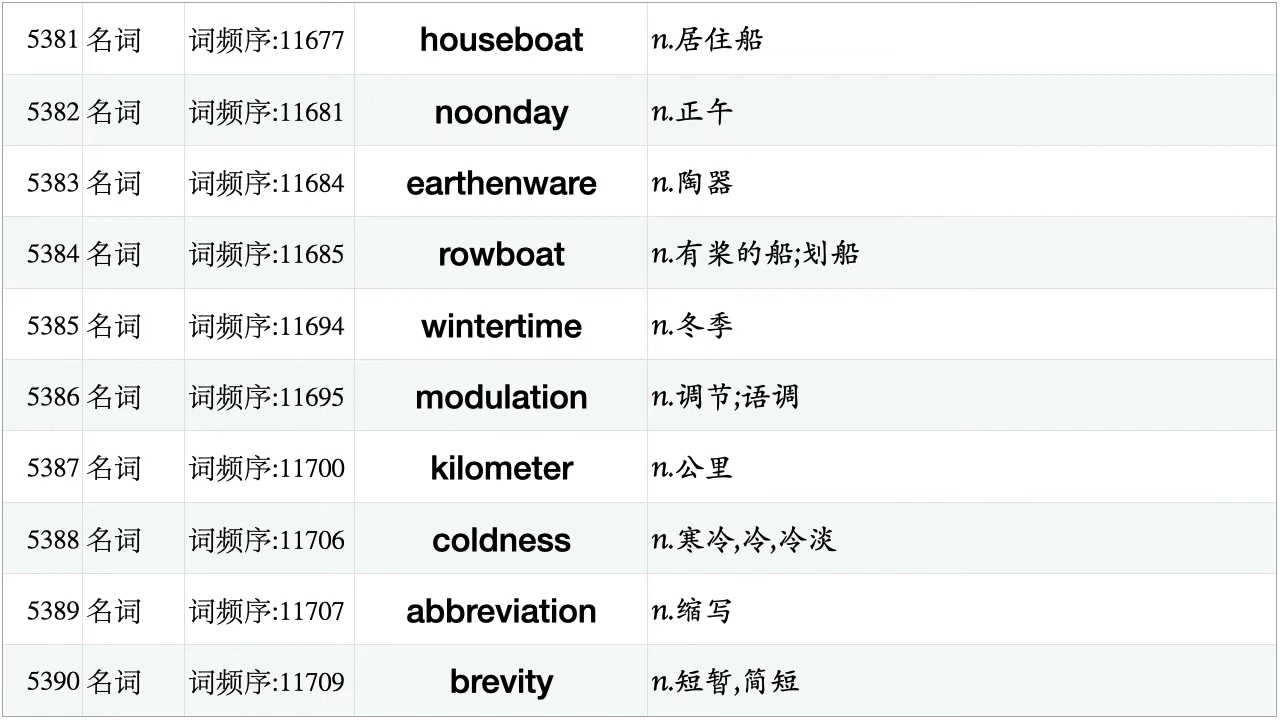 5381 名词 词频序:11677 houseboat n.居住船
5382 名词 词频序:11681 noonday n.正午
5383 名词 词频序:11684 earthenware n.陶器
5384 名词 词频序:11685 rowboat n.有桨的船;划船
5385 名词 词频序:11694 wintertime n.冬季
5386 名词 词频序:11695 modulation n.调节;语调
5387 名词 词频序:11700 kilometer n.公里
5388 名词 词频序:11706 coldness n.寒冷,冷,冷淡
5389 名词 词频序:11707 abbreviation n.缩写
5390 名词 词频序:11709 brevity n.短暂,简短